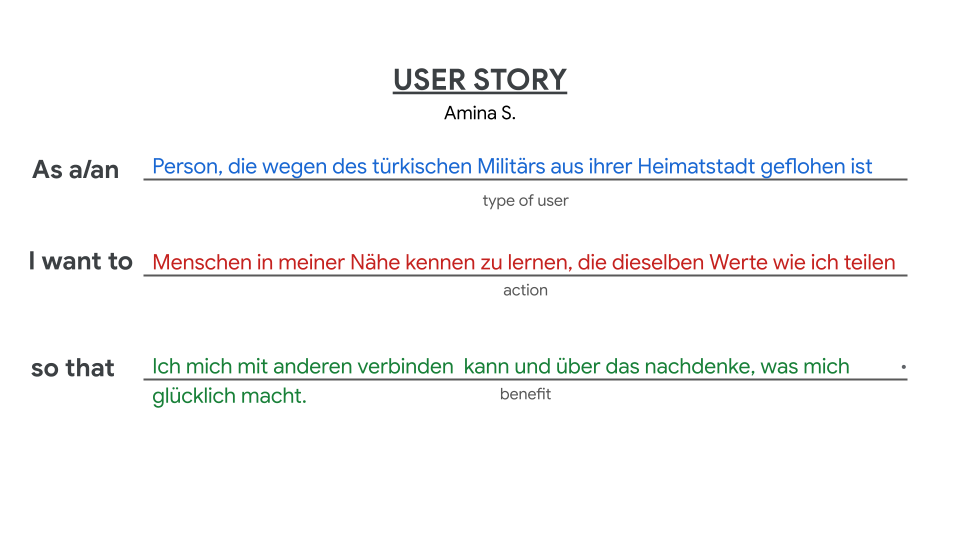 USER STORY
Amina S.
As a/an Person, die wegen des türkischen Militärs aus ihrer Heimatstadt geflohen ist
type of user
I want to Menschen in meiner Nähe kennen zu lernen, die dieselben Werte wie ich teilen
action
so that Ich mich mit anderen verbinden  kann und über das nachdenke, was mich .
glücklich macht.
benefit